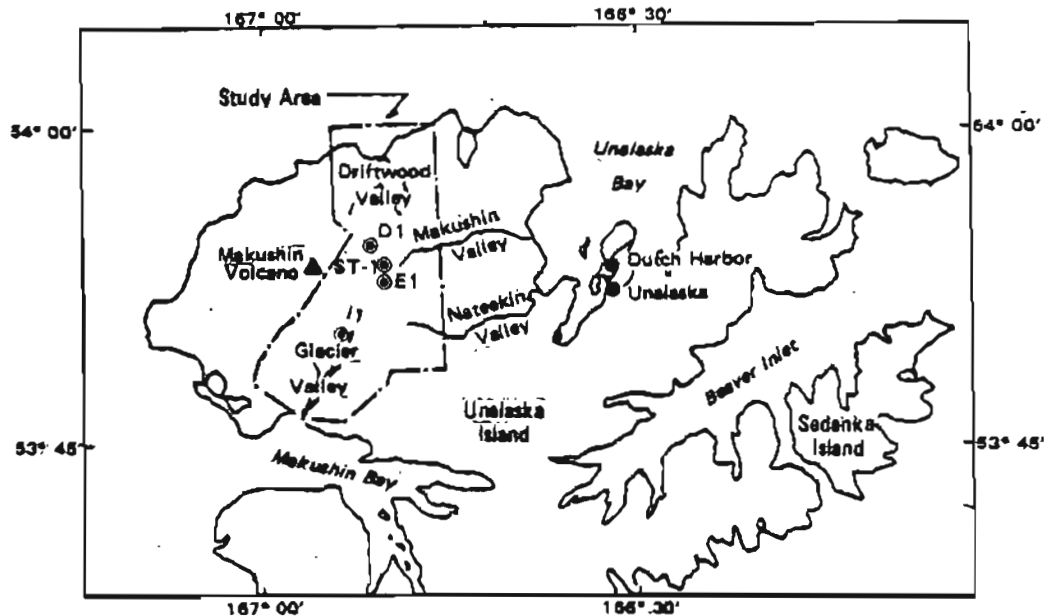 167° 00'
166° 30'
Study Area
54° 00'
54° 00'
Unalaska
Bay
Driftwood
Valley
D1
Makushin
Valley
Makushin
Volcano
ST-1
E1
Dutch Harbor
Unalaska
I1
Nateekin
Valley
Glacier
Valley
Beaver Inlet
Unalaska
Island
Sedanka
Island
53° 45'
53° 45'
Makushin Bay
167° 00'
166° 30'